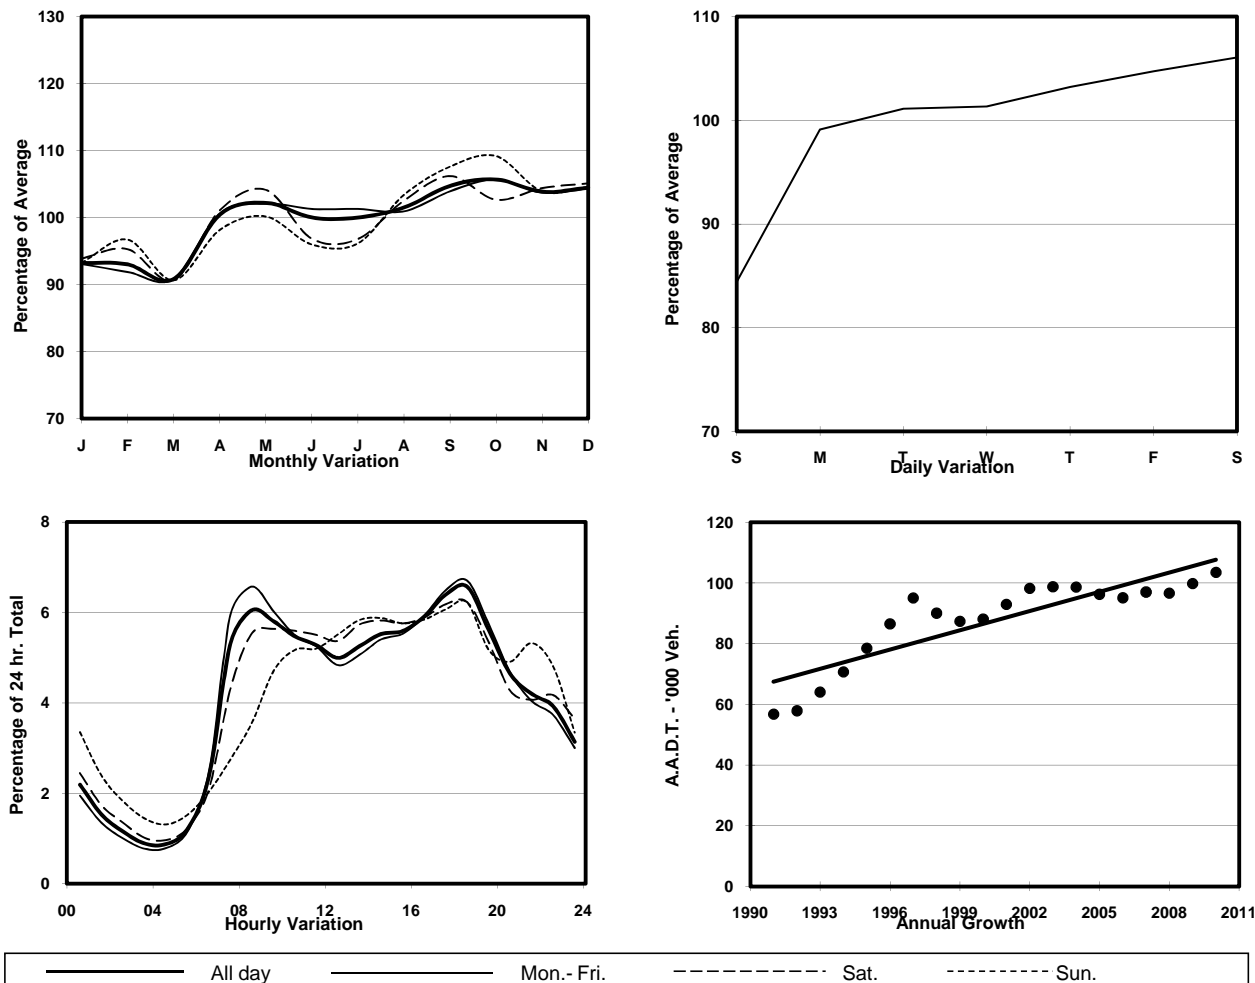 130
120
110
100
90
80
70
Percentage of Average
J F M A M J J A S O N D
Monthly Variation
110
100
90
80
70
Percentage of Average
S M T W T F S
Daily Variation
8
6
4
2
0
Percentage of 24 hr. Total
00 04 08 12 16 20 24
Hourly Variation
120
100
80
60
40
20
0
A.A.D.T. - '000 Veh.
1990 1993 1996 1999 2002 2005 2008 2011
Annual Growth
All day Mon.- Fri. Sat. Sun.